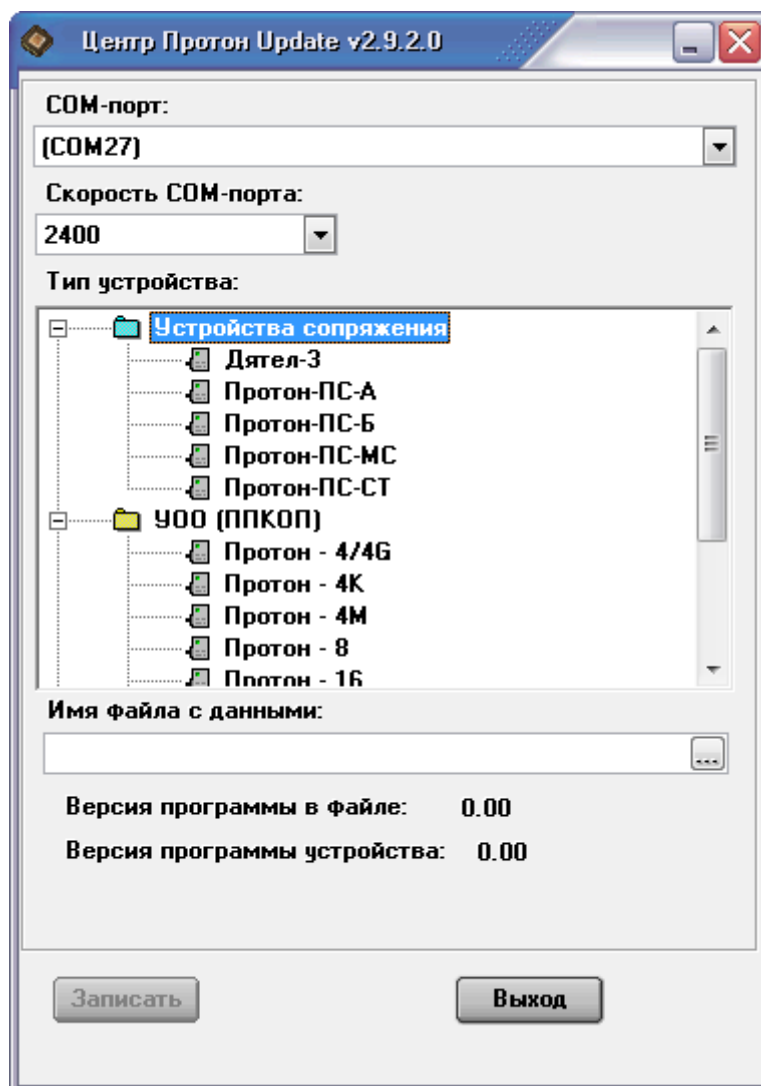 Центр Протон Update v2.9.2.0
COM-порт:
(COM27)
Скорость COM-порта:
2400
Тип устройства:
Устройства сопряжения
Дятел-3
Протон-ПС-А
Протон-ПС-Б
Протон-ПС-МС
Протон-ПС-СТ
УОО (ППКОП)
Протон - 4/4G
Протон - 4K
Протон - 4M
Протон - 8
Протон - 16
Имя файла с данными:
...
Версия программы в файле: 0.00
Версия программы устройства: 0.00
Записать Выход